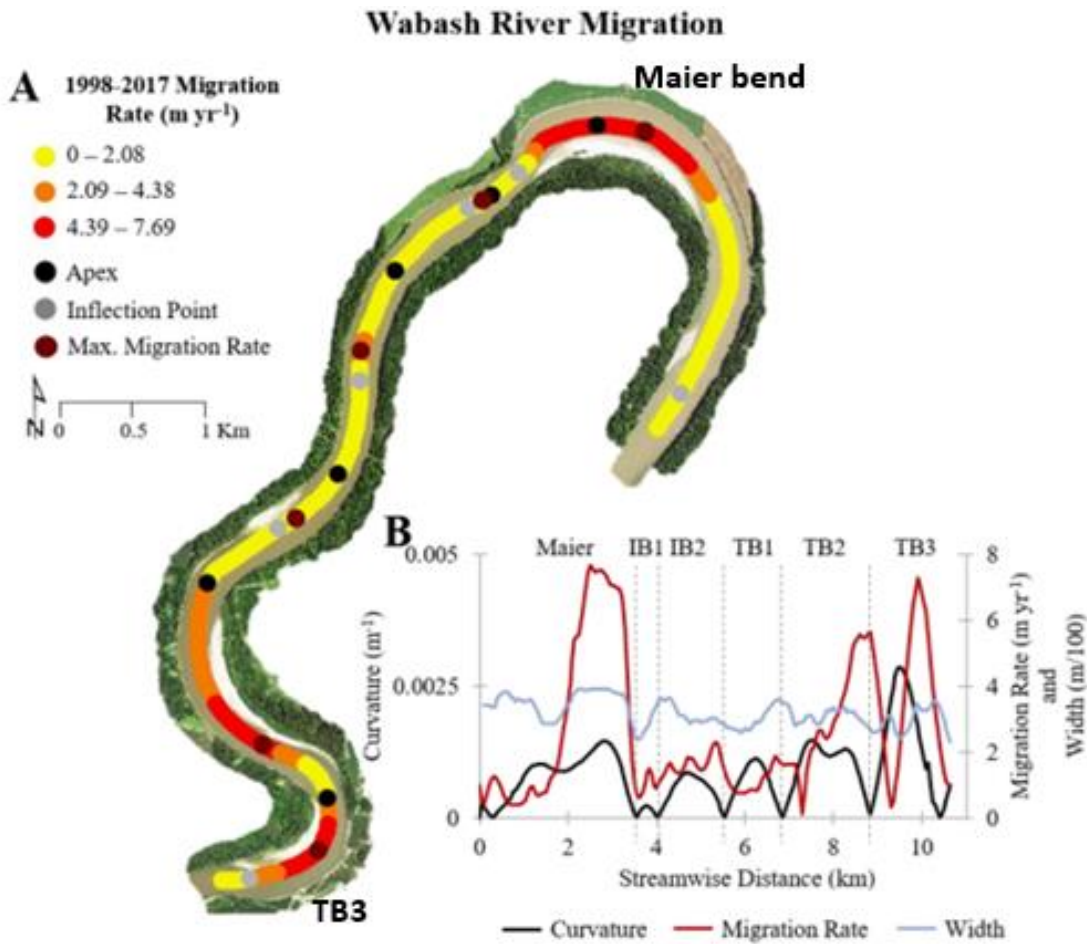 Wabash River Migration
A
1998-2017 Migration
Rate (m yr⁻¹)
0 – 2.08
2.09 – 4.38
4.39 – 7.69
Apex
Inflection Point
Max. Migration Rate
N
0 0.5 1 Km
Maier bend
TB3
B
Maier IB1 IB2 TB1 TB2 TB3
0.005
0.0025
0
Curvature (m⁻¹)
8
6
4
2
0
Migration Rate (m yr⁻¹)
and
Width (m/100)
0 2 4 6 8 10
Streamwise Distance (km)
Curvature Migration Rate Width